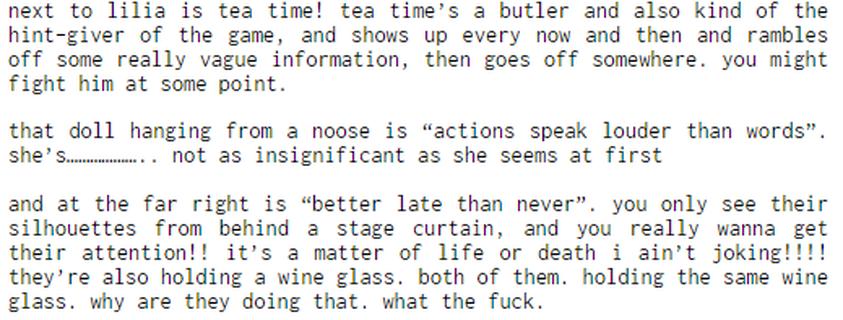 next to lilia is tea time! tea time’s a butler and also kind of the
hint-giver of the game, and shows up every now and then and rambles
off some really vague information, then goes off somewhere. you might
fight him at some point.
that doll hanging from a noose is “actions speak louder than words”.
she’s………………….. not as insignificant as she seems at first
and at the far right is “better late than never”. you only see their
silhouettes from behind a stage curtain, and you really wanna get
their attention!! it’s a matter of life or death i ain’t joking!!!!
they’re also holding a wine glass. both of them. holding the same wine
glass. why are they doing that. what the fuck.